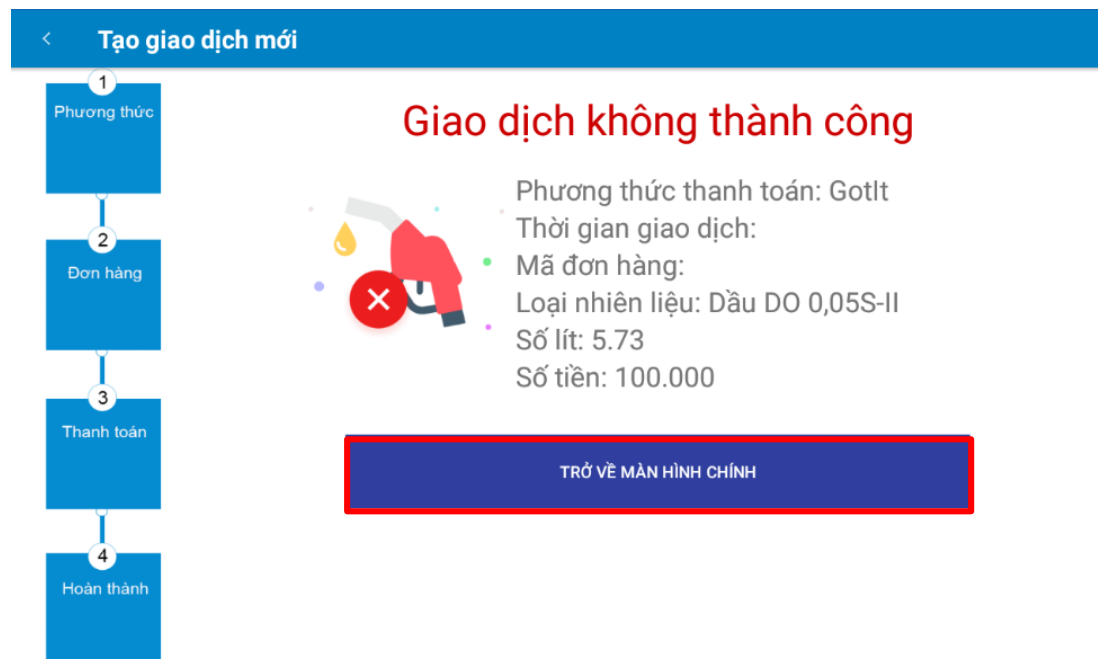 Tạo giao dịch mới
1
Phương thức
2
Đơn hàng
3
Thanh toán
4
Hoàn thành
Giao dịch không thành công
Phương thức thanh toán: GotIt
Thời gian giao dịch:
Mã đơn hàng:
Loại nhiên liệu: Dầu DO 0,05S-II
Số lít: 5.73
Số tiền: 100.000
TRỞ VỀ MÀN HÌNH CHÍNH